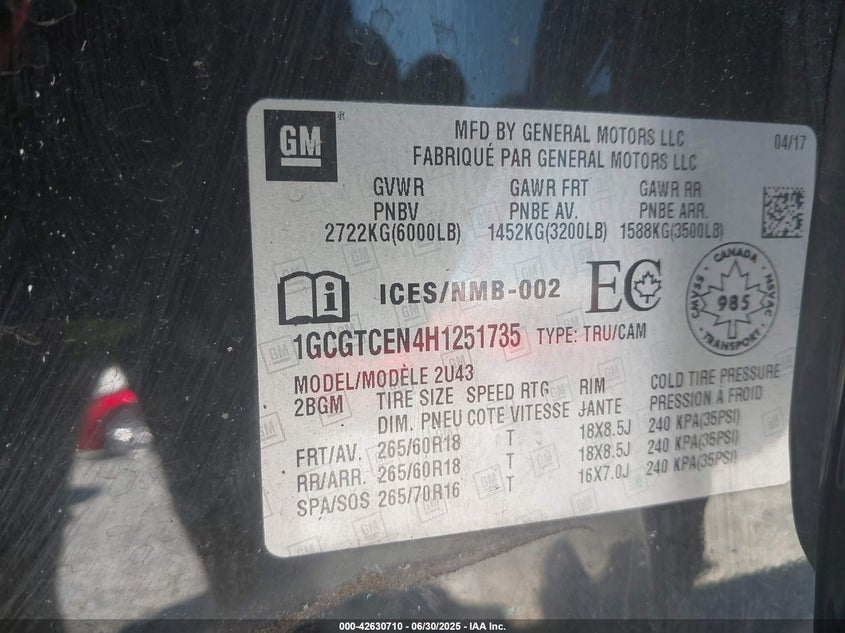 GM
MFD BY GENERAL MOTORS LLC
04/17
FABRIQUÉ PAR GENERAL MOTORS LLC
GVWR GAWR FRT GAWR RR
PNBV PNBE AV. PNBE ARR.
2722KG(6000LB) 1452KG(3200LB) 1588KG(3500LB)
ICES/NMB-002 EC
CANADA
CMVSS 985 NSVAC
TRANSPORT
1GCGTCEN4H1251735 TYPE: TRU/CAM
MODEL/MODÈLE 2U43
2BGM TIRE SIZE SPEED RTG RIM COLD TIRE PRESSURE
DIM. PNEU COTE VITESSE JANTE PRESSION À FROID
FRT/AV. 265/60R18 T 18X8.5J 240 KPA(35PSI)
RR/ARR. 265/60R18 T 18X8.5J 240 KPA(35PSI)
SPA/SOS 265/70R16 T 16X7.0J 240 KPA(35PSI)
000-42630710 - 06/30/2025 - IAA Inc.